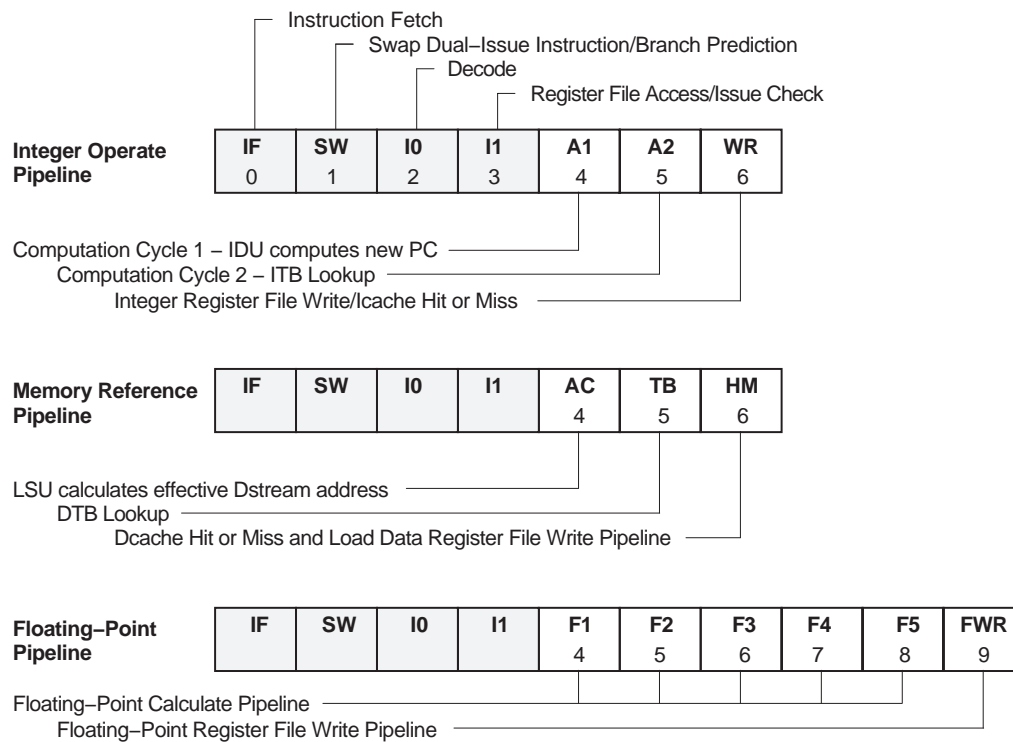 Instruction Fetch
Swap Dual–Issue Instruction/Branch Prediction
Decode
Register File Access/Issue Check
Integer Operate Pipeline
IF SW I0 I1 A1 A2 WR
0 1 2 3 4 5 6
Computation Cycle 1 – IDU computes new PC
Computation Cycle 2 – ITB Lookup
Integer Register File Write/Icache Hit or Miss
Memory Reference Pipeline
IF SW I0 I1 AC TB HM
4 5 6
LSU calculates effective Dstream address
DTB Lookup
Dcache Hit or Miss and Load Data Register File Write Pipeline
Floating–Point Pipeline
IF SW I0 I1 F1 F2 F3 F4 F5 FWR
4 5 6 7 8 9
Floating–Point Calculate Pipeline
Floating–Point Register File Write Pipeline